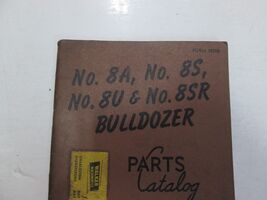 No. 8A, No. 8S,
No. 8U & No. 8SR
BULLDOZER
PARTS
Catalog